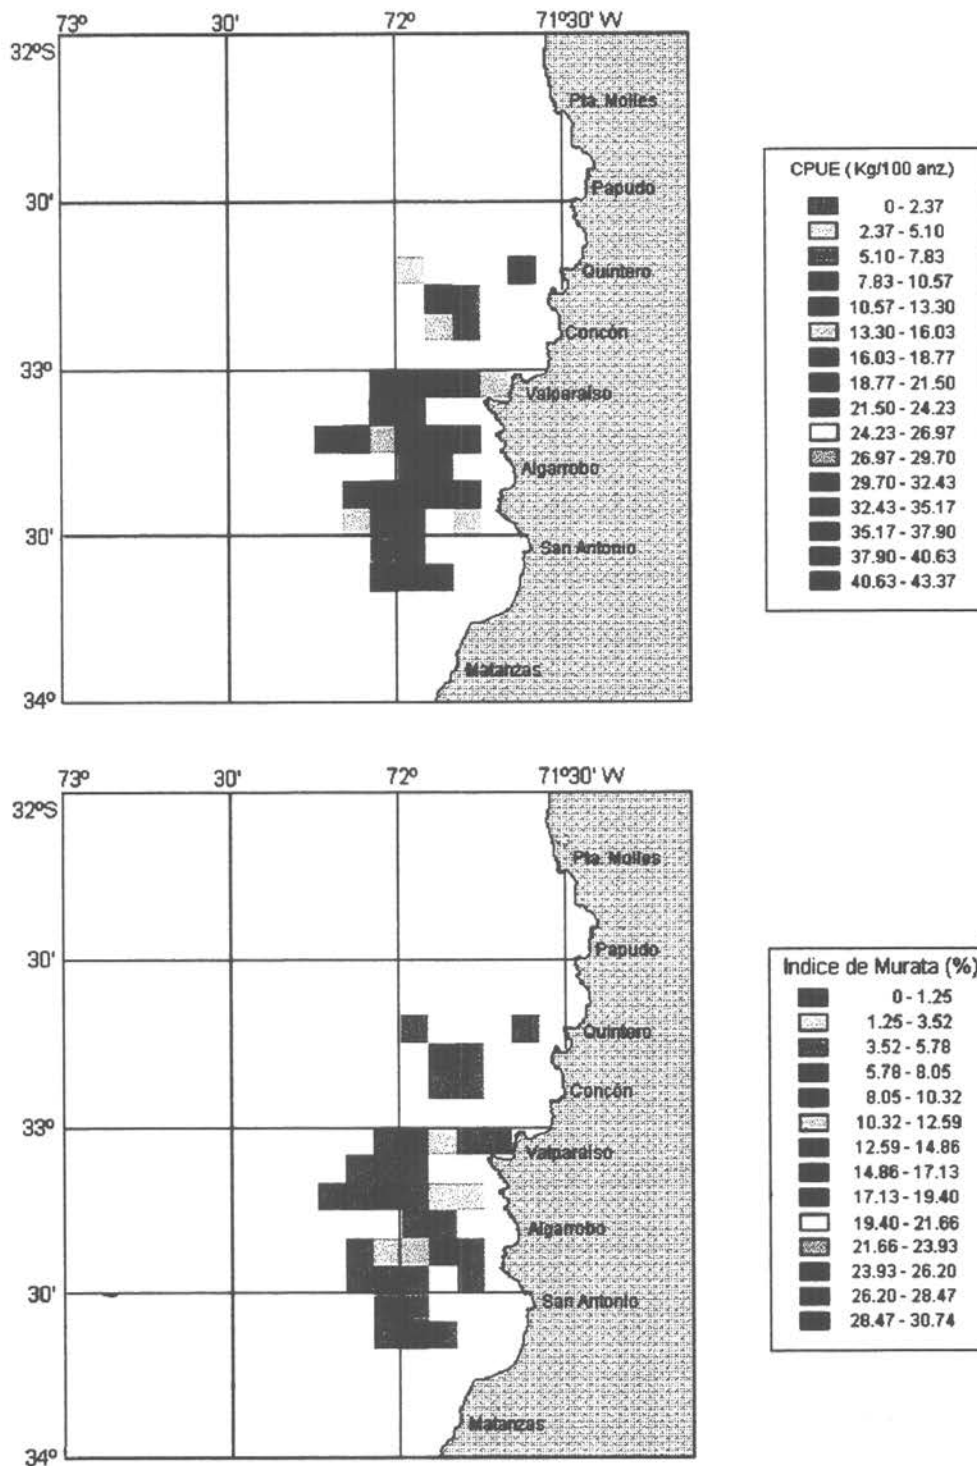 73º 30' 72º 71º30' W
32ºS
Pta. Molles
Papudo
30'
Quintero
Concón
33º
Valparaíso
Algarrobo
30'
San Antonio
Matanzas
34º
CPUE ( Kg/100 anz.)
0 - 2.37
2.37 - 5.10
5.10 - 7.83
7.83 - 10.57
10.57 - 13.30
13.30 - 16.03
16.03 - 18.77
18.77 - 21.50
21.50 - 24.23
24.23 - 26.97
26.97 - 29.70
29.70 - 32.43
32.43 - 35.17
35.17 - 37.90
37.90 - 40.63
40.63 - 43.37
73º 30' 72º 71º30' W
32ºS
Pta. Molles
Papudo
30'
Quintero
Concón
33º
Valparaíso
Algarrobo
30'
San Antonio
Matanzas
34º
Indice de Murata (%)
0 - 1.25
1.25 - 3.52
3.52 - 5.78
5.78 - 8.05
8.05 - 10.32
10.32 - 12.59
12.59 - 14.86
14.86 - 17.13
17.13 - 19.40
19.40 - 21.66
21.66 - 23.93
23.93 - 26.20
26.20 - 28.47
28.47 - 30.74